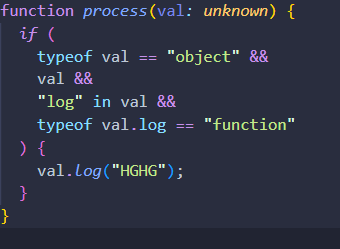 function process(val: unknown) {
if (
typeof val == "object" &&
val &&
"log" in val &&
typeof val.log == "function"
) {
val.log("HGHG");
}
}